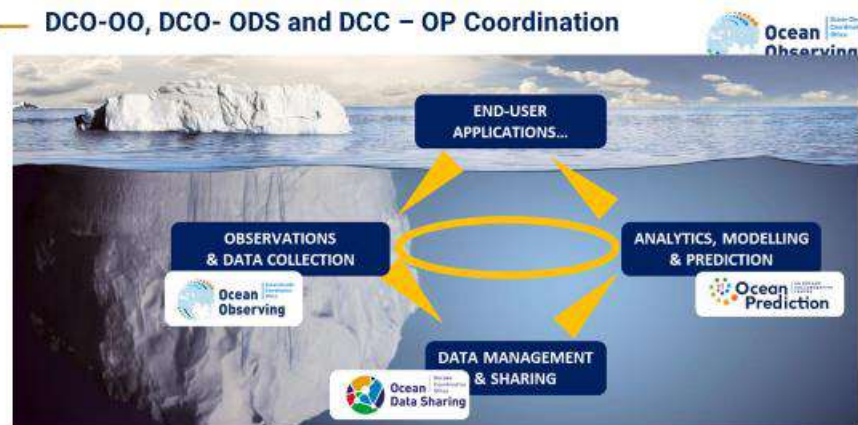 DCO-OO, DCO- ODS and DCC – OP Coordination
Ocean
Observing
END-USER
APPLICATIONS...
OBSERVATIONS
& DATA COLLECTION
ANALYTICS, MODELLING
& PREDICTION
Ocean
Observing
Ocean
Prediction
DATA MANAGEMENT
& SHARING
Ocean
Data Sharing